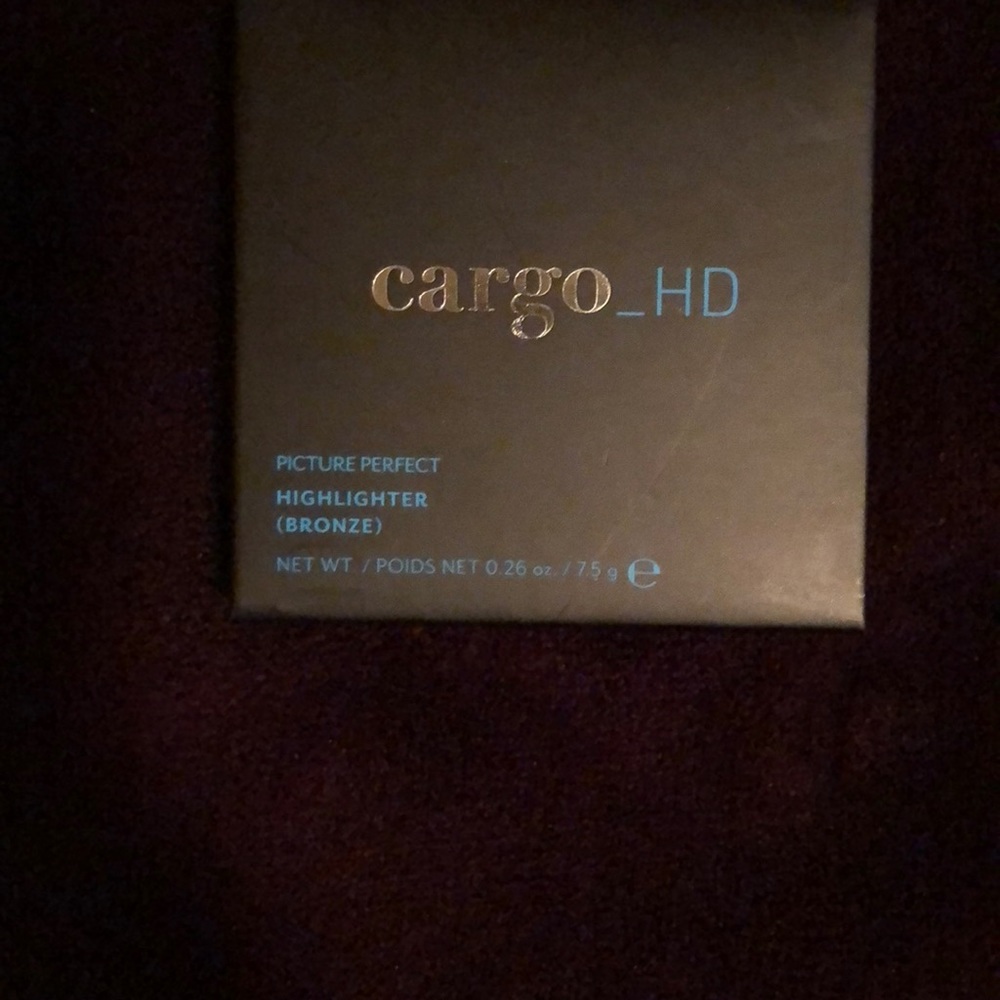 cargo_HD
PICTURE PERFECT
HIGHLIGHTER
(BRONZE)
NET WT / POIDS NET 0.26 oz. / 7.5 g ℮